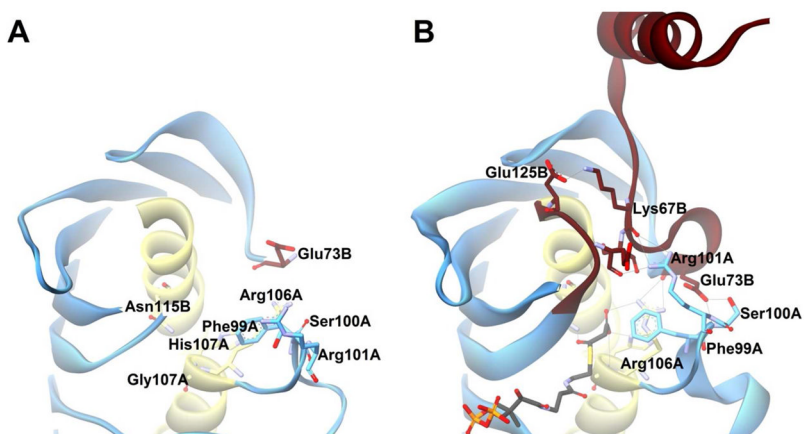 A
Glu73B
Arg106A
Asn115B
Phe99A
Ser100A
His107A
Arg101A
Gly107A
B
Glu125B
Lys67B
Arg101A
Glu73B
Ser100A
Phe99A
Arg106A